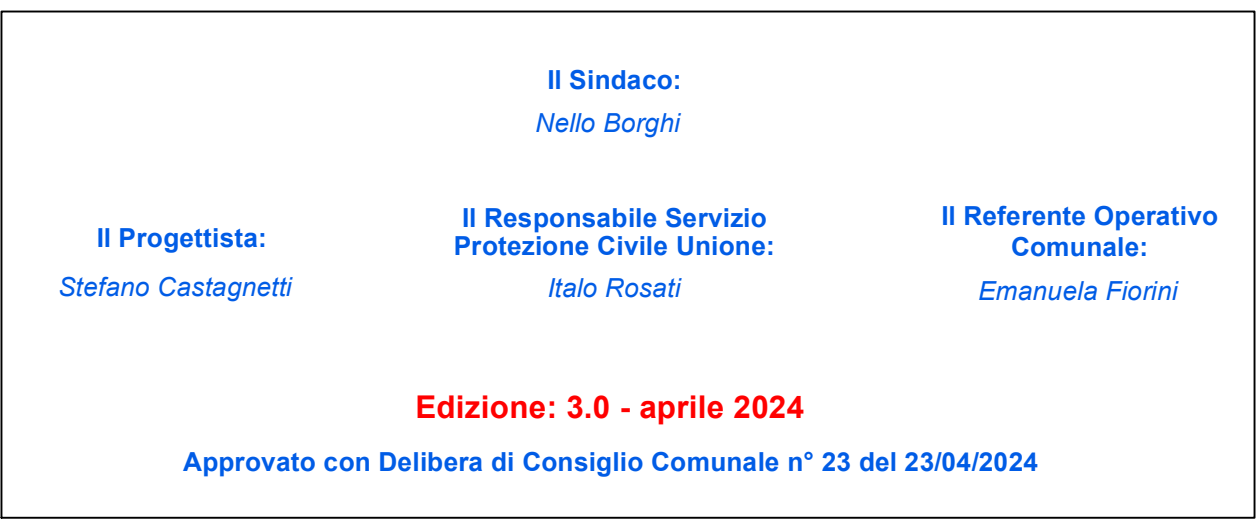 Il Sindaco:
Nello Borghi
Il Progettista:
Stefano Castagnetti
Il Responsabile Servizio
Protezione Civile Unione:
Italo Rosati
Il Referente Operativo
Comunale:
Emanuela Fiorini
Edizione: 3.0 - aprile 2024
Approvato con Delibera di Consiglio Comunale n° 23 del 23/04/2024